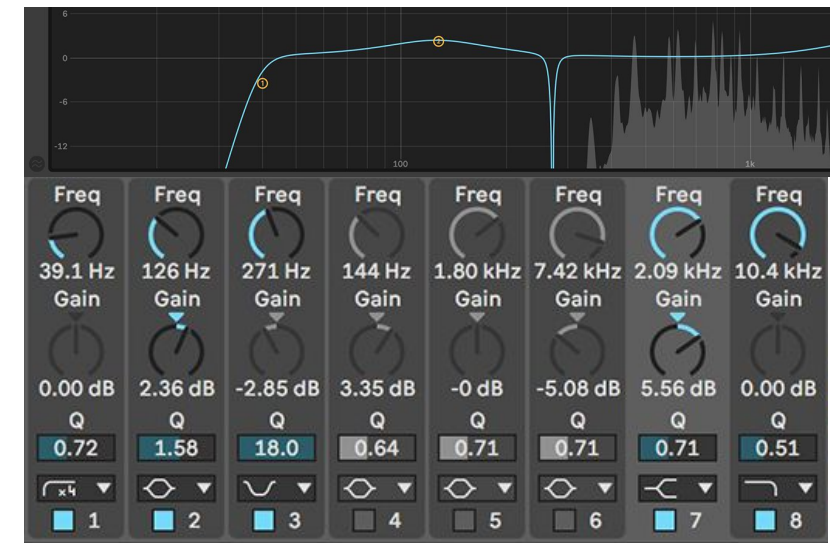 6
0
-6
-12
100
1k
1
2
Freq Freq Freq Freq Freq Freq Freq Freq
39.1 Hz 126 Hz 271 Hz 144 Hz 1.80 kHz 7.42 kHz 2.09 kHz 10.4 kHz
Gain Gain Gain Gain Gain Gain Gain Gain
0.00 dB 2.36 dB -2.85 dB 3.35 dB -0 dB -5.08 dB 5.56 dB 0.00 dB
Q Q Q Q Q Q Q Q
0.72 1.58 18.0 0.64 0.71 0.71 0.71 0.51
x4
1 2 3 4 5 6 7 8